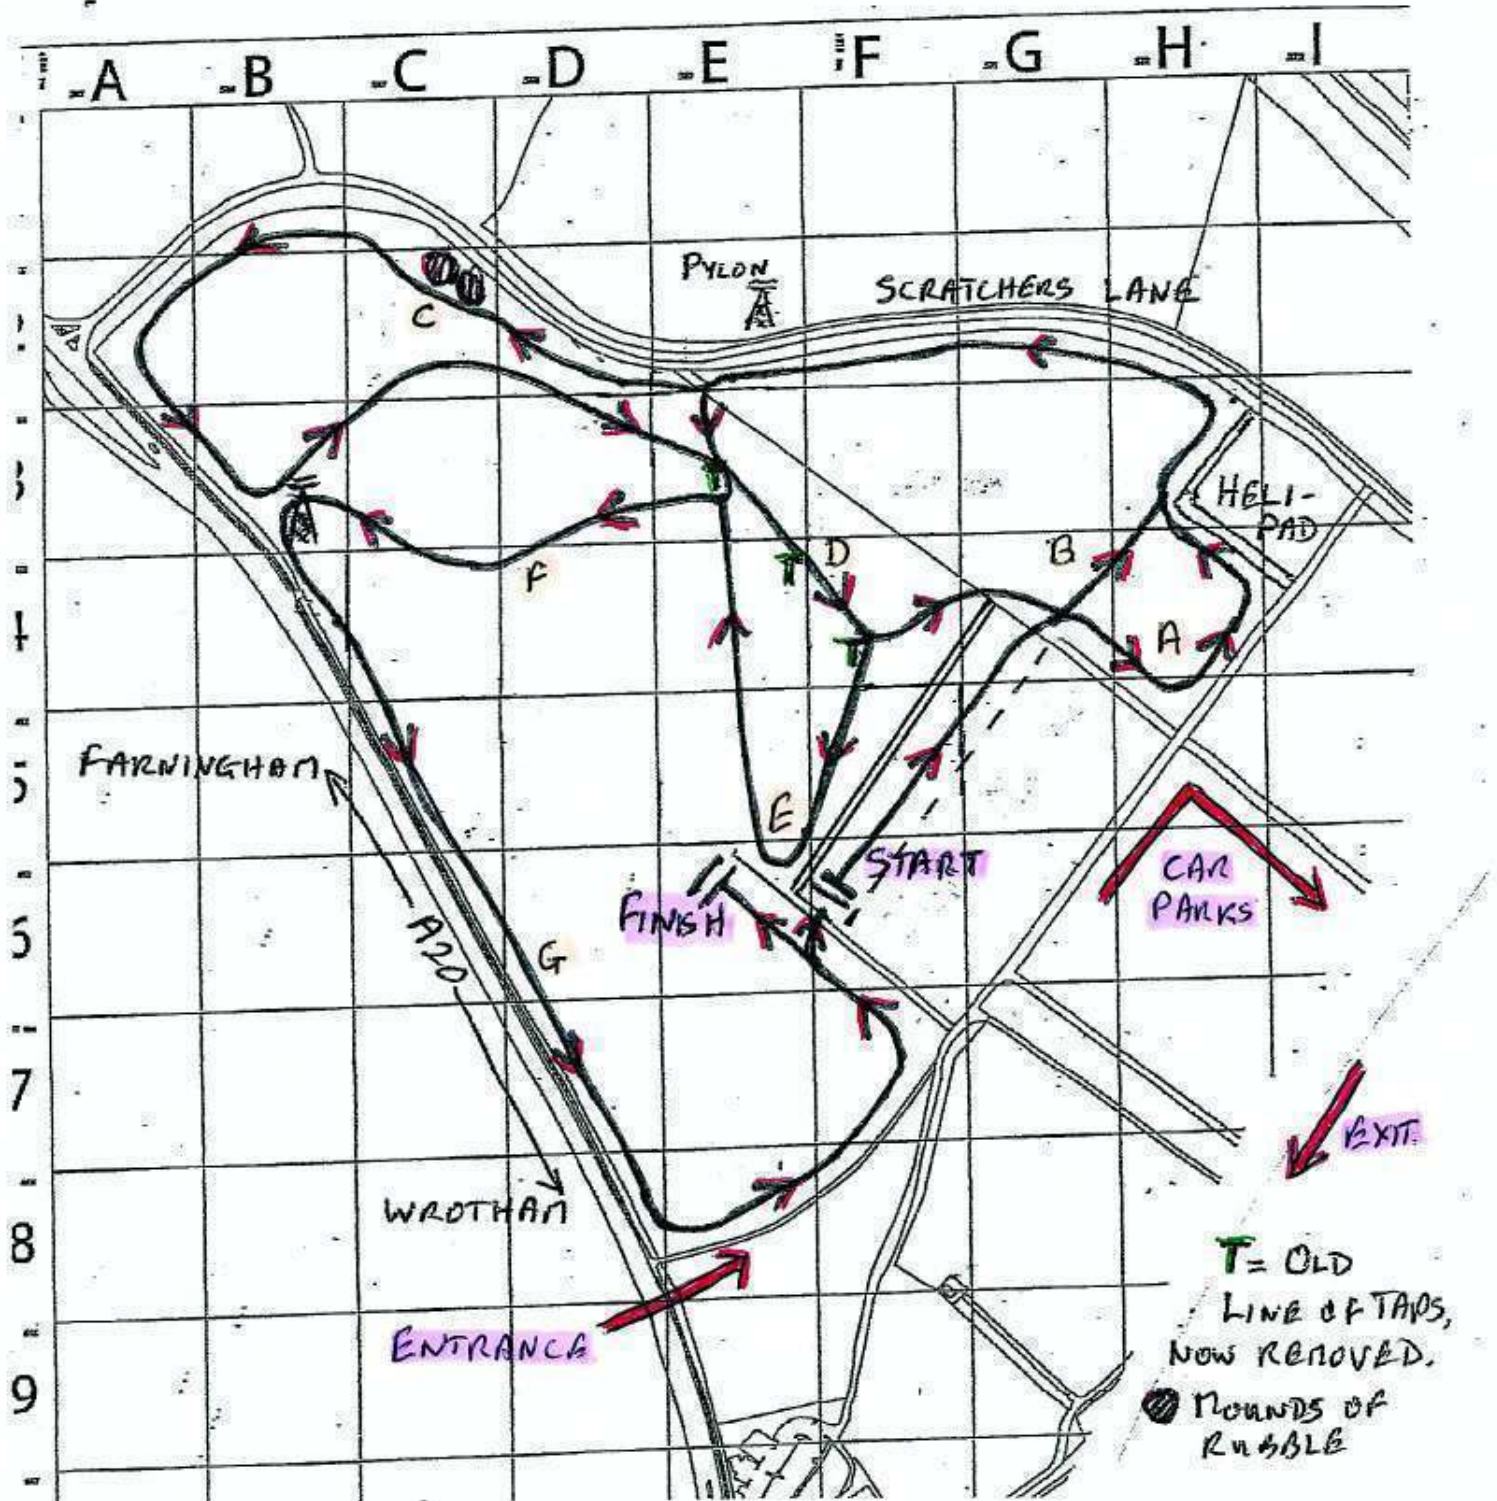 A B C D E F G H I
PYLON
SCRATCHERS LANE
C
HELI-
PAD
D
B
F
4
A
FARNINGHAM
5
E
START
CAR
PARKS
FINISH
A20
G
7
EXIT
WROTHAM
8
T = OLD
LINE OF TAPS,
NOW REMOVED.
ENTRANCE
9
MOUNDS OF
RUBBLE